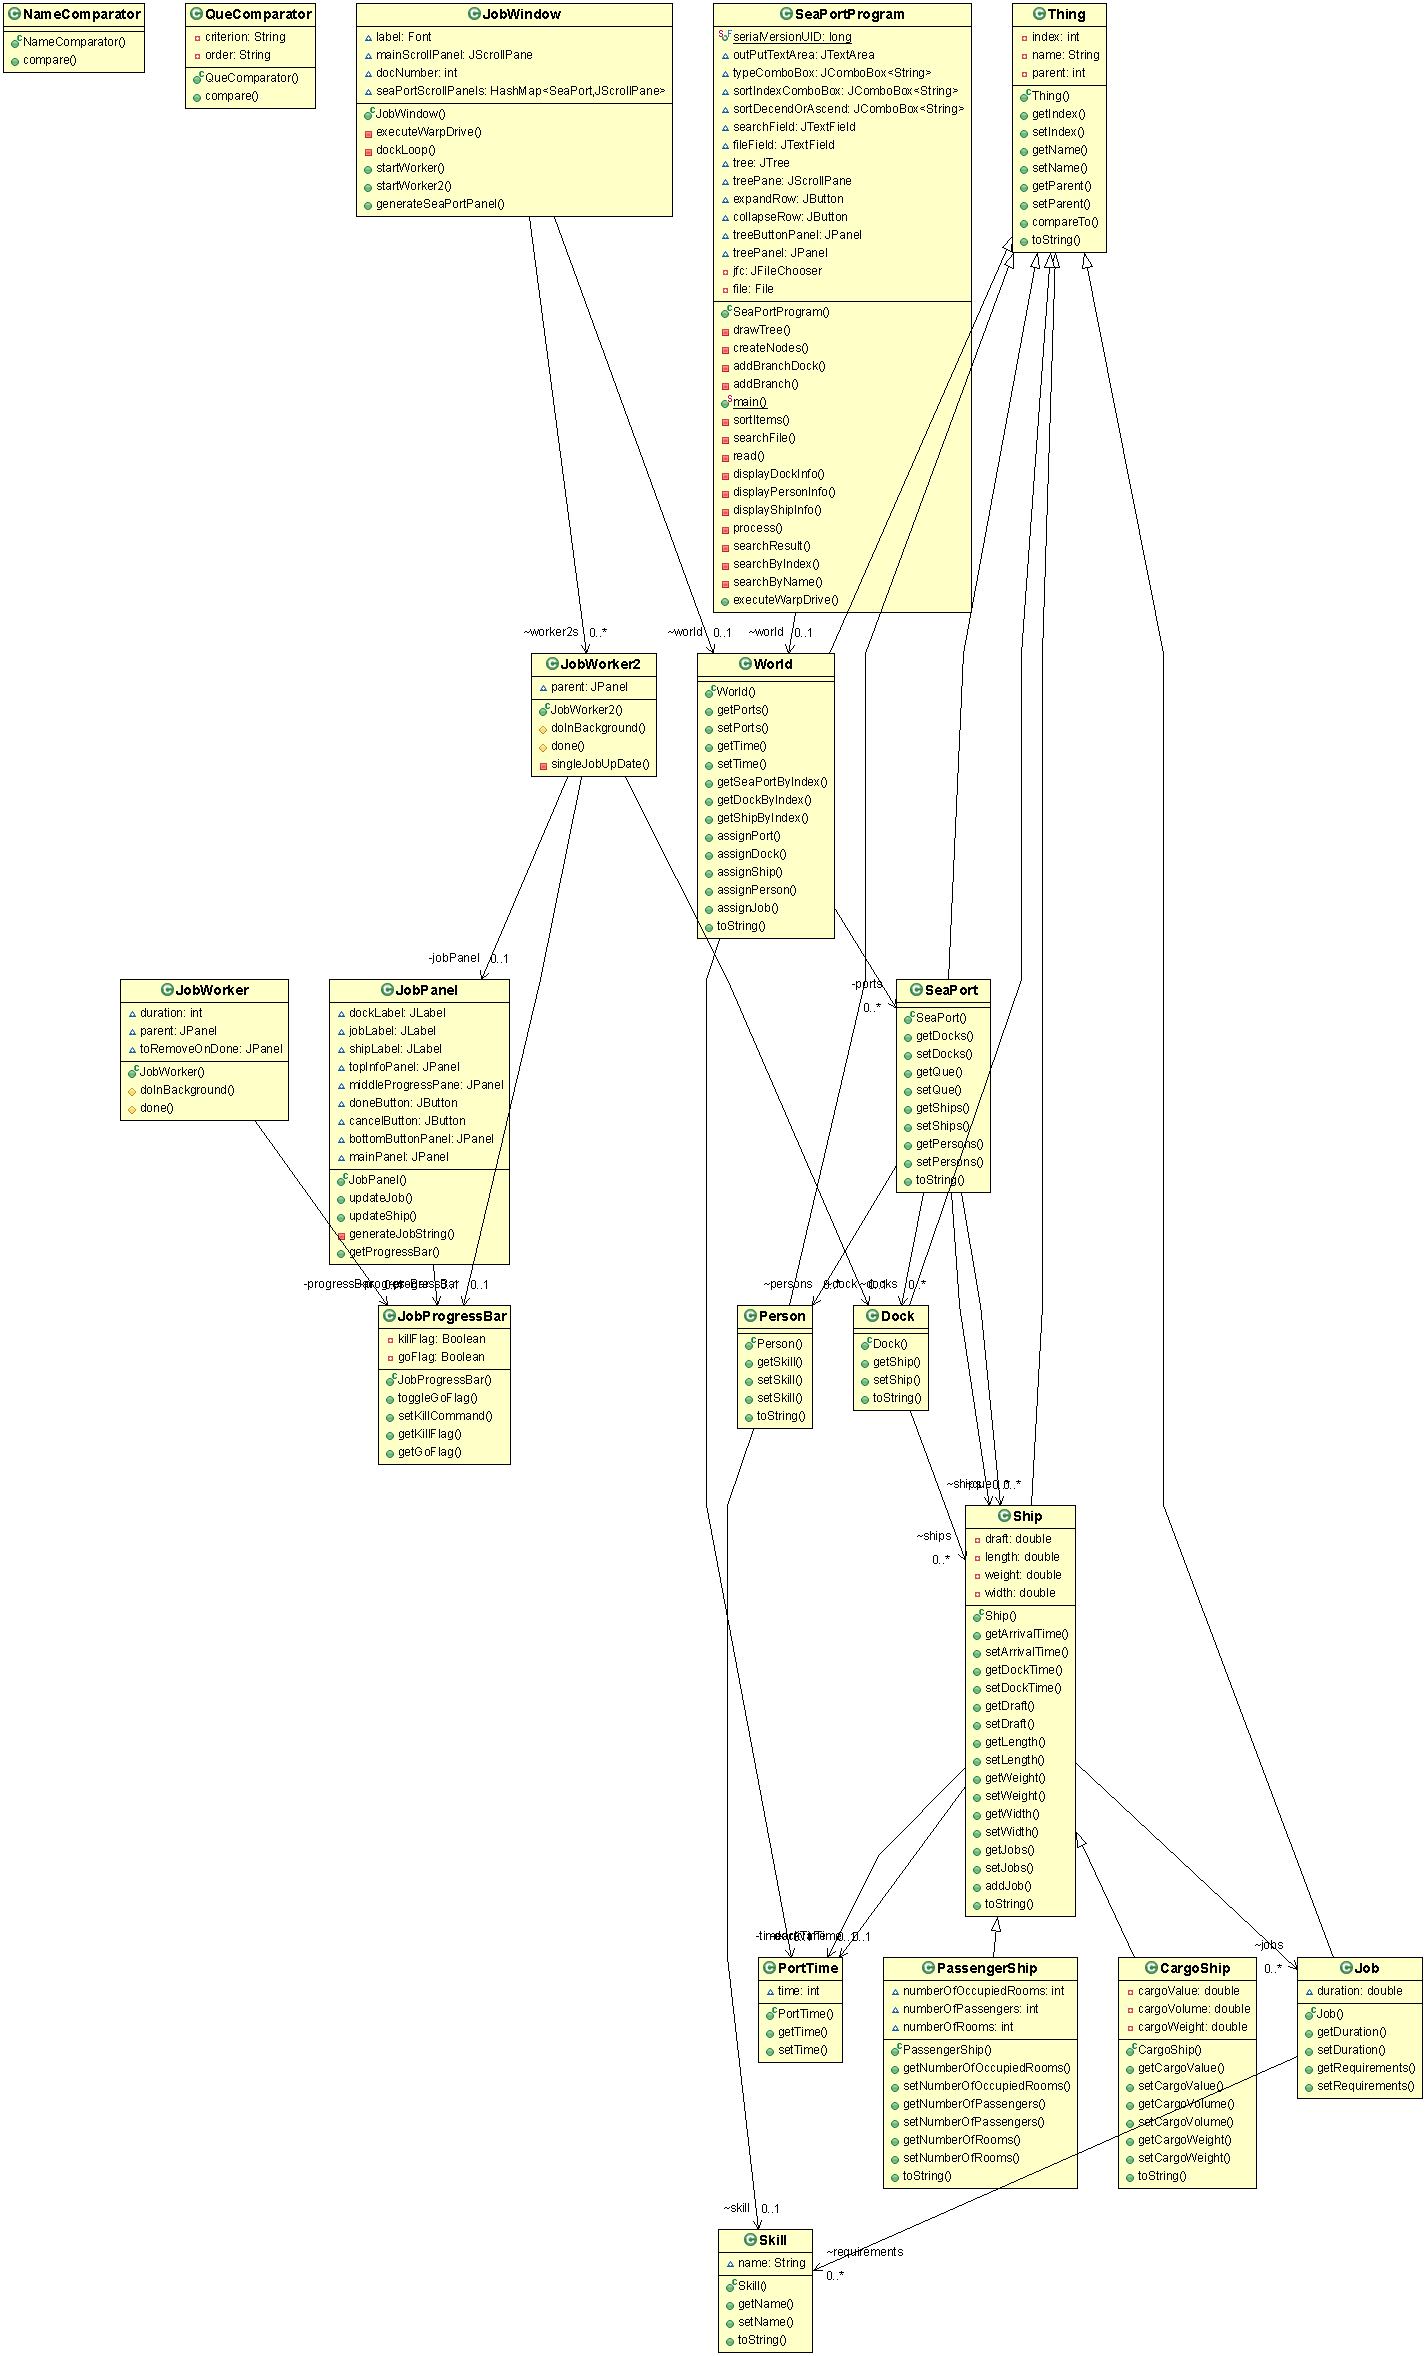 NameComparator
NameComparator()
compare()
QueComparator
criterion: String
order: String
QueComparator()
compare()
JobWindow
label: Font
mainScrollPanel: JScrollPane
docNumber: int
seaPortScrollPanels: HashMap<SeaPort,JScrollPane>
JobWindow()
executeWarpDrive()
dockLoop()
startWorker()
startWorker2()
generateSeaPortPanel()
SeaPortProgram
serialVersionUID: long
outPutTextArea: JTextArea
typeComboBox: JComboBox<String>
sortIndexComboBox: JComboBox<String>
sortDecendOrAscend: JComboBox<String>
searchField: JTextField
fileField: JTextField
tree: JTree
treePane: JScrollPane
expandRow: JButton
collapseRow: JButton
treeButtonPanel: JPanel
treePanel: JPanel
jfc: JFileChooser
file: File
SeaPortProgram()
drawTree()
createNodes()
addBranchDock()
addBranch()
main()
sortItems()
searchFile()
read()
displayDockInfo()
displayPersonInfo()
displayShipInfo()
process()
searchResult()
searchByIndex()
searchByName()
executeWarpDrive()
Thing
index: int
name: String
parent: int
Thing()
getIndex()
setIndex()
getName()
setName()
getParent()
setParent()
compareTo()
toString()
~worker2s 0..*
~world 0..1
~world 0..1
JobWorker2
parent: JPanel
JobWorker2()
doInBackground()
done()
singleJobUpDate()
World
World()
getPorts()
setPorts()
getTime()
setTime()
getSeaPortByIndex()
getDockByIndex()
getShipByIndex()
assignPort()
assignDock()
assignShip()
assignPerson()
assignJob()
toString()
-jobPanel 0..1
-ports
0..*
JobWorker
duration: int
parent: JPanel
toRemoveOnDone: JPanel
JobWorker()
doInBackground()
done()
JobPanel
dockLabel: JLabel
jobLabel: JLabel
shipLabel: JLabel
topInfoPanel: JPanel
middleProgressPane: JPanel
doneButton: JButton
cancelButton: JButton
bottomButtonPanel: JPanel
mainPanel: JPanel
JobPanel()
updateJob()
updateShip()
generateJobString()
getProgressBar()
SeaPort
SeaPort()
getDocks()
setDocks()
getQue()
setQue()
getShips()
setShips()
getPersons()
setPersons()
toString()
0..1
~persons
~dock
~docks
0..*
JobProgressBar
killFlag: Boolean
goFlag: Boolean
JobProgressBar()
toggleGoFlag()
setKillCommand()
getKillFlag()
getGoFlag()
Person
Person()
getSkill()
setSkill()
setSkill()
toString()
Dock
Dock()
getShip()
setShip()
toString()
~ships
0..*
Ship
draft: double
length: double
weight: double
width: double
Ship()
getArrivalTime()
setArrivalTime()
getDockTime()
setDockTime()
getDraft()
setDraft()
getLength()
setLength()
getWeight()
setWeight()
getWidth()
setWidth()
getJobs()
setJobs()
addJob()
toString()
~jobs
0..*
PortTime
time: int
PortTime()
getTime()
setTime()
PassengerShip
numberOfOccupiedRooms: int
numberOfPassengers: int
numberOfRooms: int
PassengerShip()
getNumberOfOccupiedRooms()
setNumberOfOccupiedRooms()
getNumberOfPassengers()
setNumberOfPassengers()
getNumberOfRooms()
setNumberOfRooms()
toString()
CargoShip
cargoValue: double
cargoVolume: double
cargoWeight: double
CargoShip()
getCargoValue()
setCargoValue()
getCargoVolume()
setCargoVolume()
getCargoWeight()
setCargoWeight()
toString()
Job
duration: double
Job()
getDuration()
setDuration()
getRequirements()
setRequirements()
~skill 0..1
~requirements
0..*
Skill
name: String
Skill()
getName()
setName()
toString()